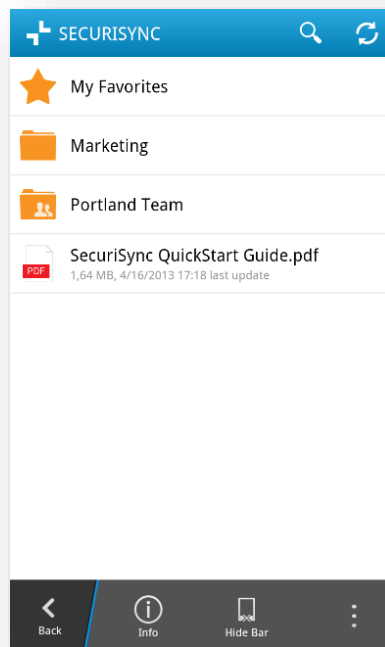 SECURISYNC
My Favorites
Marketing
Portland Team
SecuriSync QuickStart Guide.pdf
PDF
1,64 MB, 4/16/2013 17:18 last update
Back
Info
Hide Bar